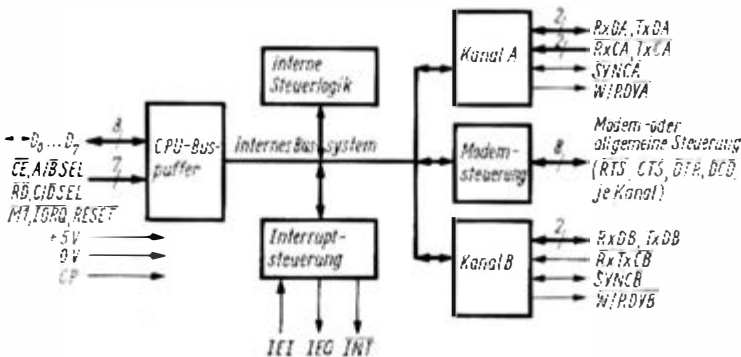 Interne
Steuerlogik
Kanal A
2
RxDA, TxDA
2
RxCA, TxCA
SYNCA
W/RDYA
↔ D0...D7
8
CE, A/B SEL
7
RD, C/D SEL
M1, IORQ, RESET
+5V
0V
CP
CPU-Bus-
puffer
Internes Bussystem
Modem-
steuerung
8
Modem- oder
allgemeine Steuerung
(RTS, CTS, DTR, DCD,
je Kanal)
Interrupt-
steuerung
IEI IEO INT
Kanal B
2
RxDB, TxDB
RxTxCB
SYNCB
W/RDYB